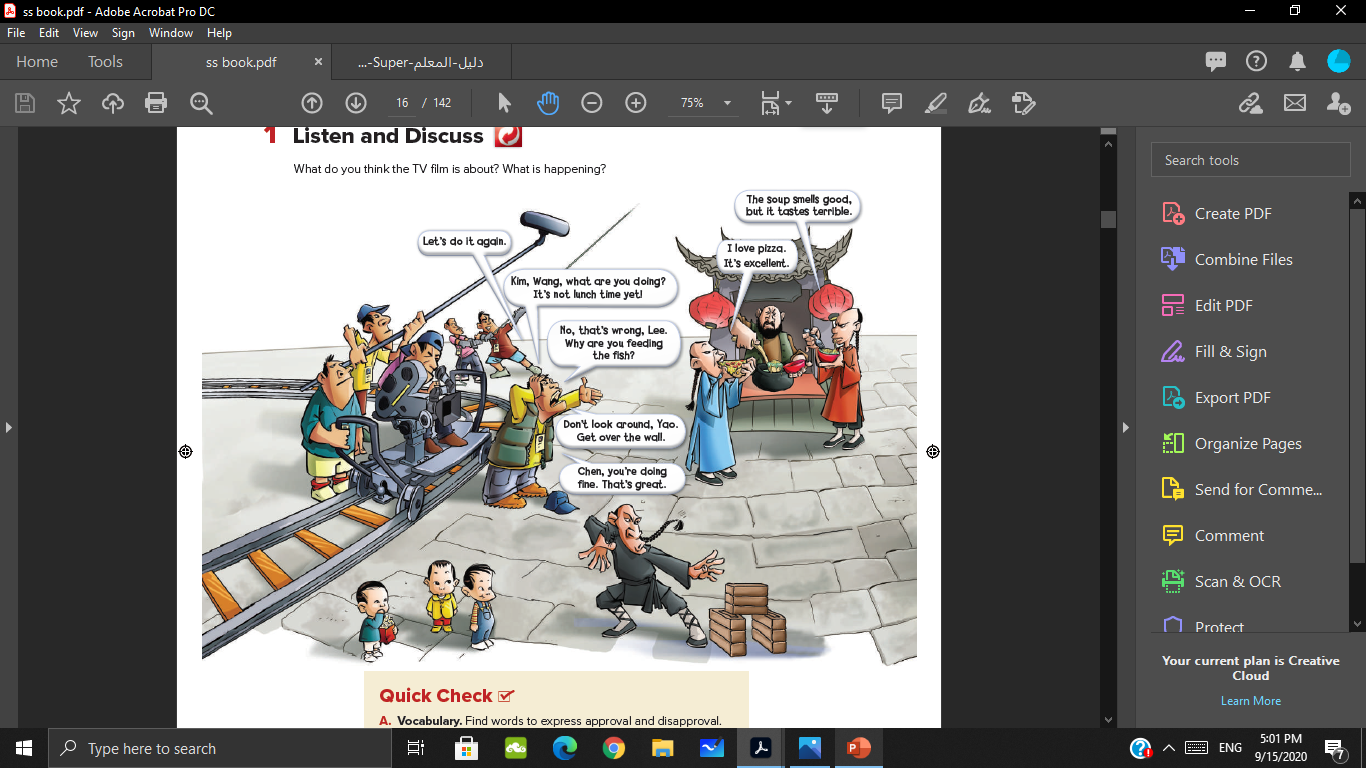 ss book.pdf - Adobe Acrobat Pro DC
File Edit View Sign Window Help
Home Tools ss book.pdf × ...-Super-دليل-المعلم
16 / 142 75%
1 Listen and Discuss
What do you think the TV film is about? What is happening?
The soup smells good,
but it tastes terrible.
Let's do it again.
I love pizza.
It's excellent.
Kim, Wang, what are you doing?
It's not lunch time yet!
No, that's wrong, Lee.
Why are you feeding
the fish?
Don't look around, Yao.
Get over the wall.
Chen, you're doing
fine. That's great.
Quick Check
A. Vocabulary. Find words to express approval and disapproval.
Search tools
Create PDF
Combine Files
Edit PDF
Fill & Sign
Export PDF
Organize Pages
Send for Comme...
Comment
Scan & OCR
Protect
Your current plan is Creative
Cloud
Learn More
Type here to search
ENG
5:01 PM
9/15/2020
7